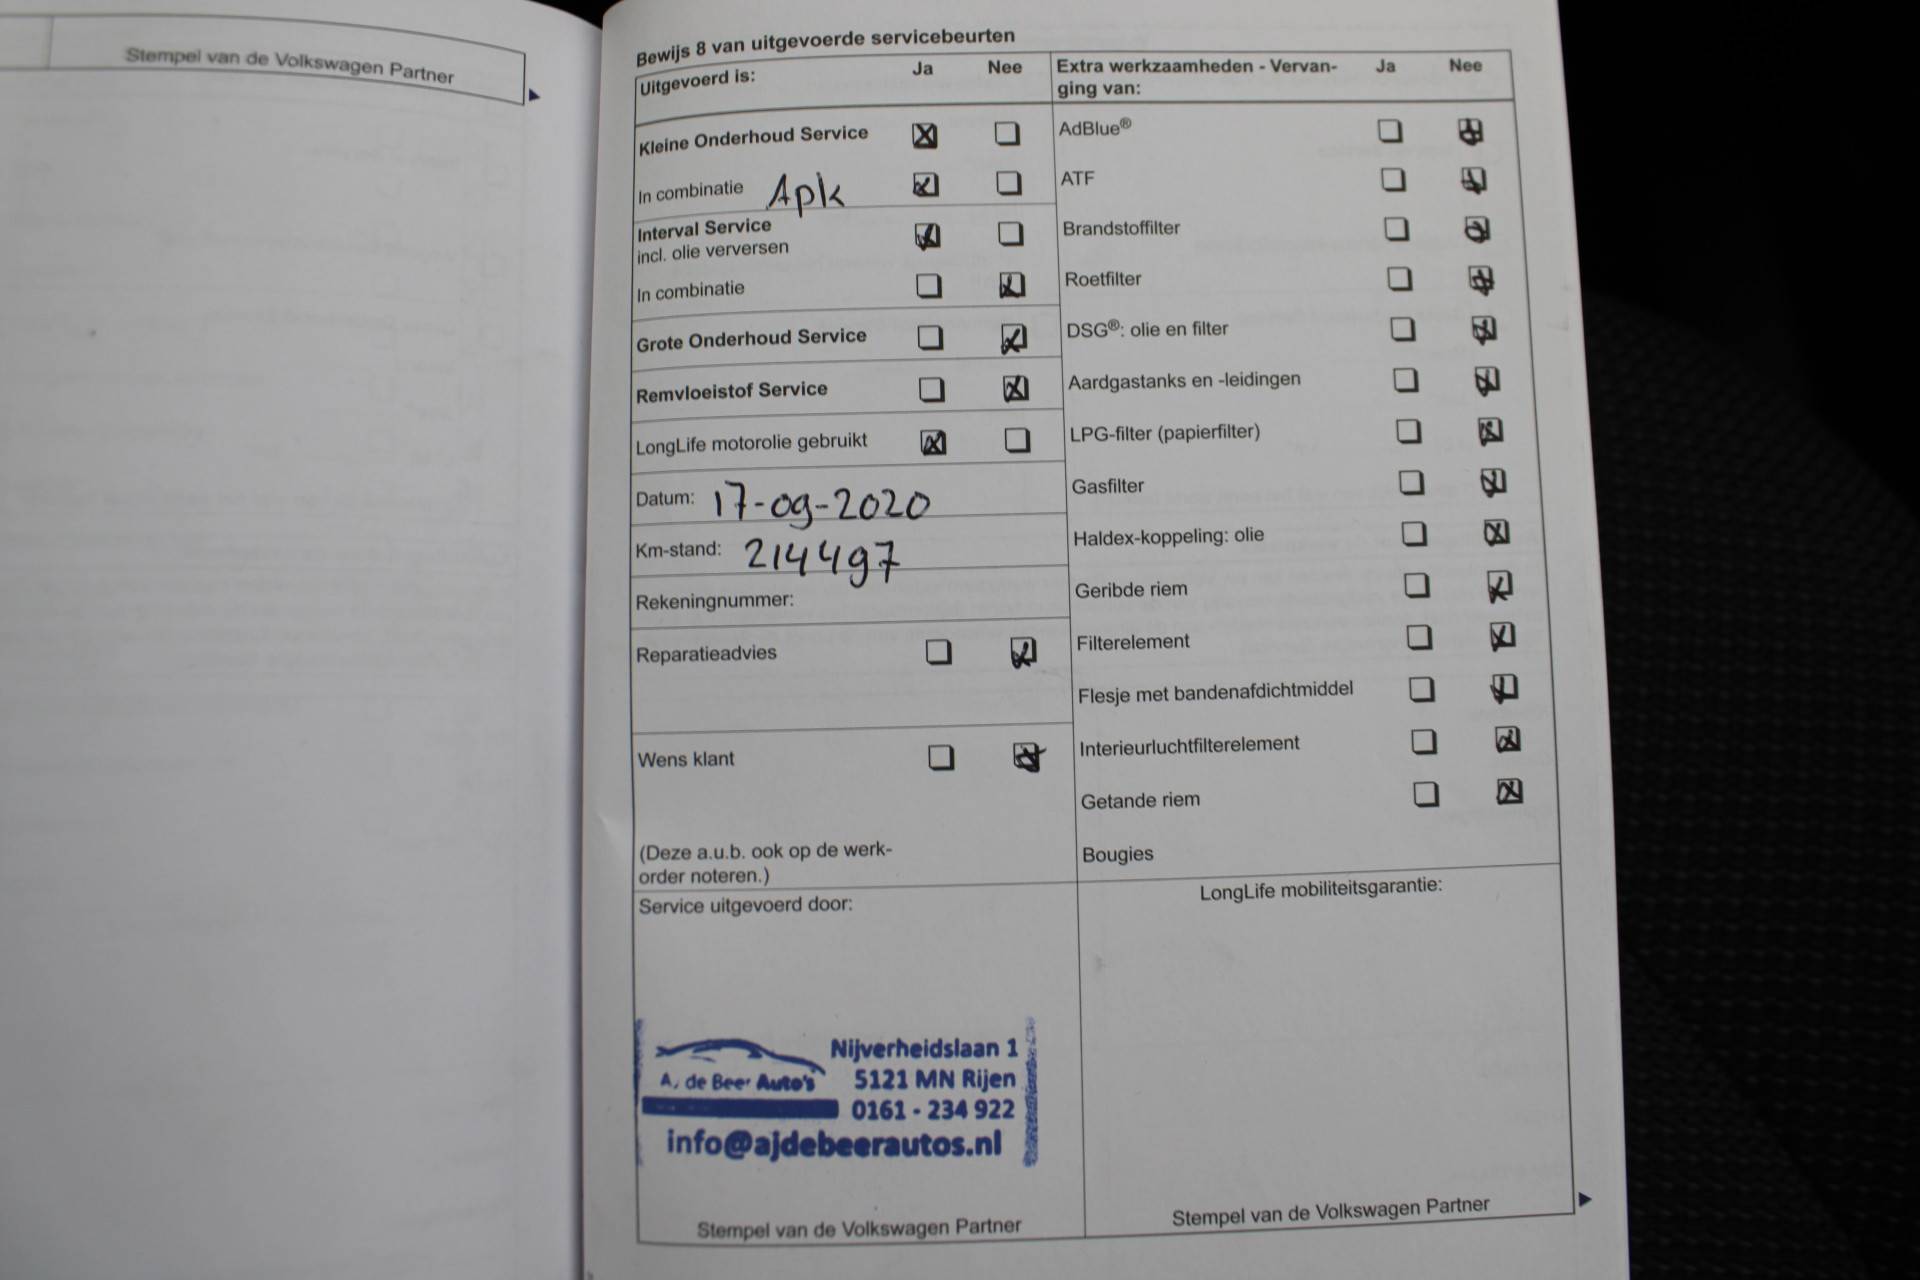 Stempel van de Volkswagen Partner
Bewijs 8 van uitgevoerde servicebeurten
Uitgevoerd is: Ja Nee
Kleine Onderhoud Service
In combinatie Apk
Interval Service
incl. olie verversen
In combinatie
Grote Onderhoud Service
Remvloeistof Service
LongLife motorolie gebruikt
Datum: 17-09-2020
Km-stand: 214497
Rekeningnummer:
Reparatieadvies
Wens klant
(Deze a.u.b. ook op de werk-
order noteren.)
Extra werkzaamheden - Vervan- Ja Nee
ging van:
AdBlue®
ATF
Brandstoffilter
Roetfilter
DSG®: olie en filter
Aardgastanks en -leidingen
LPG-filter (papierfilter)
Gasfilter
Haldex-koppeling: olie
Geribde riem
Filterelement
Flesje met bandenafdichtmiddel
Interieurluchtfilterelement
Getande riem
Bougies
Service uitgevoerd door:
A. de Beer Auto's
Nijverheidslaan 1
5121 MN Rijen
0161 - 234 922
info@ajdebeerautos.nl
Stempel van de Volkswagen Partner
LongLife mobiliteitsgarantie:
Stempel van de Volkswagen Partner